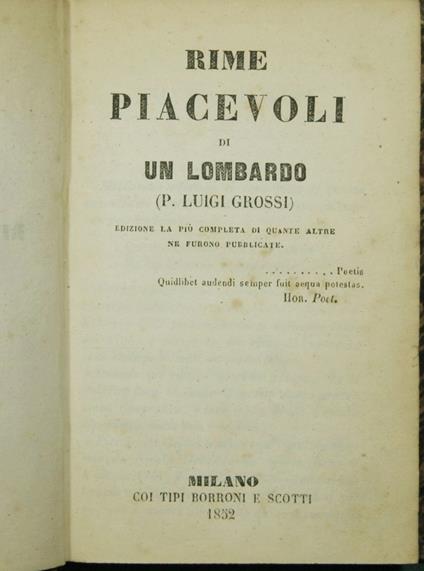 RIME
PIACEVOLI
DI
UN LOMBARDO
(P. LUIGI GROSSI)
EDIZIONE LA PIÙ COMPLETA DI QUANTE ALTRE
NE FURONO PUBBLICATE.
.......... Poetis
Quidlibet audendi semper fuit aequa potestas.
HOR. Poet.
MILANO
COI TIPI BORRONI E SCOTTI
1852